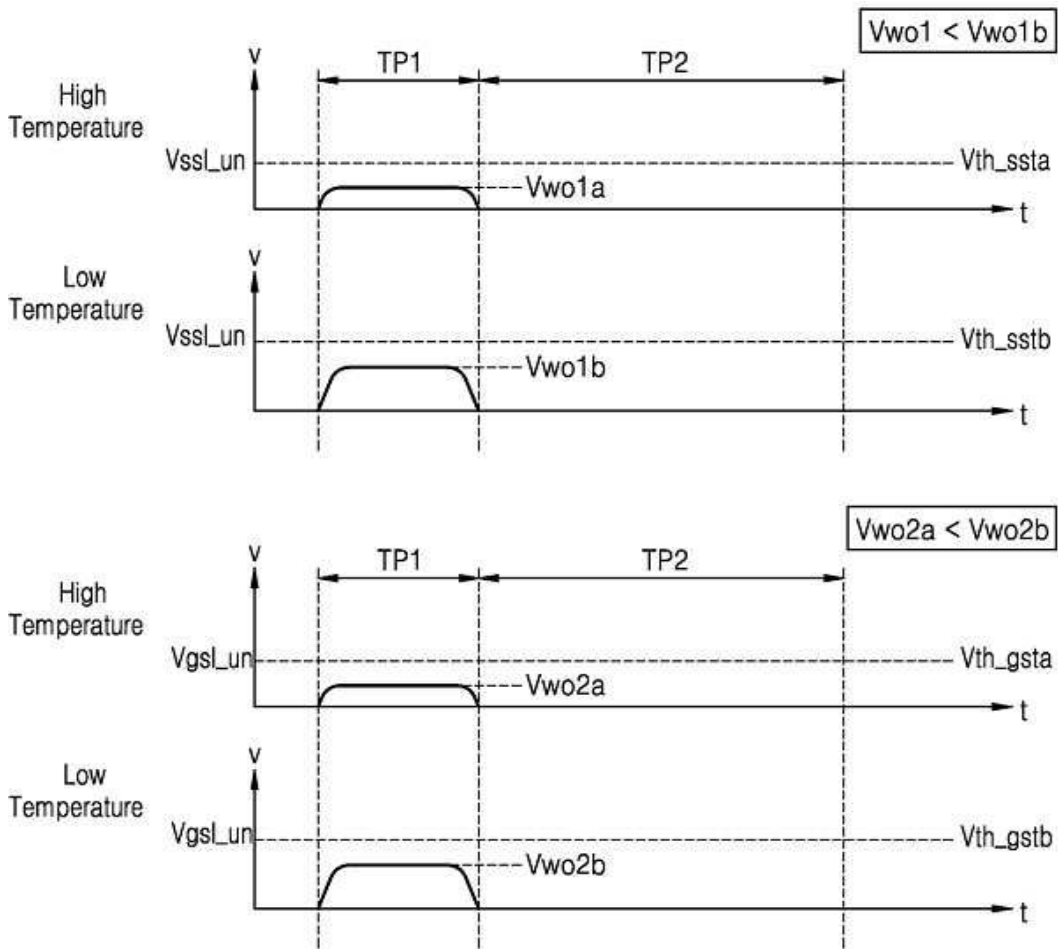 Vwo1 < Vwo1b
V
TP1
TP2
High
Temperature
Vssl_un
Vth_ssta
Vwo1a
t
V
Low
Temperature
Vssl_un
Vth_sstb
Vwo1b
t
Vwo2a < Vwo2b
V
TP1
TP2
High
Temperature
Vgsl_un
Vth_gsta
Vwo2a
t
V
Low
Temperature
Vgsl_un
Vth_gstb
Vwo2b
t